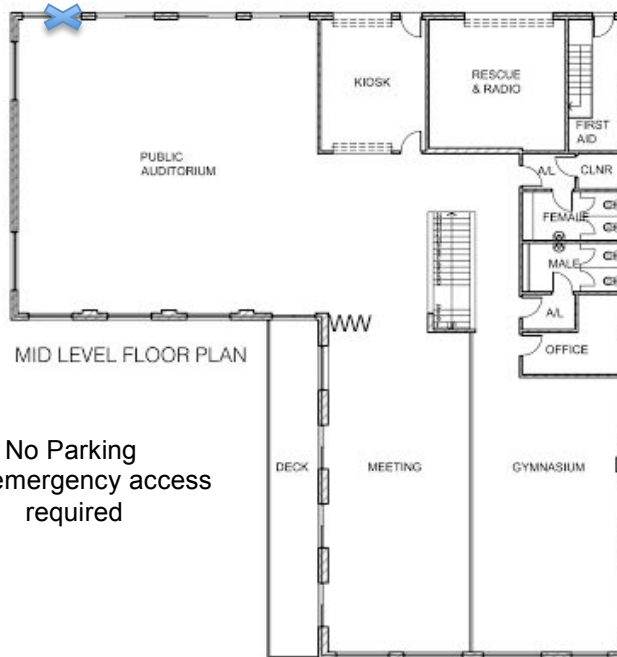 KIOSK
RESCUE
& RADIO
FIRST
AID
PUBLIC
AUDITORIUM
A/L
CLNR
FEMALE
MALE
A/L
OFFICE
MID LEVEL FLOOR PLAN
No Parking
emergency access
required
DECK
MEETING
GYMNASIUM